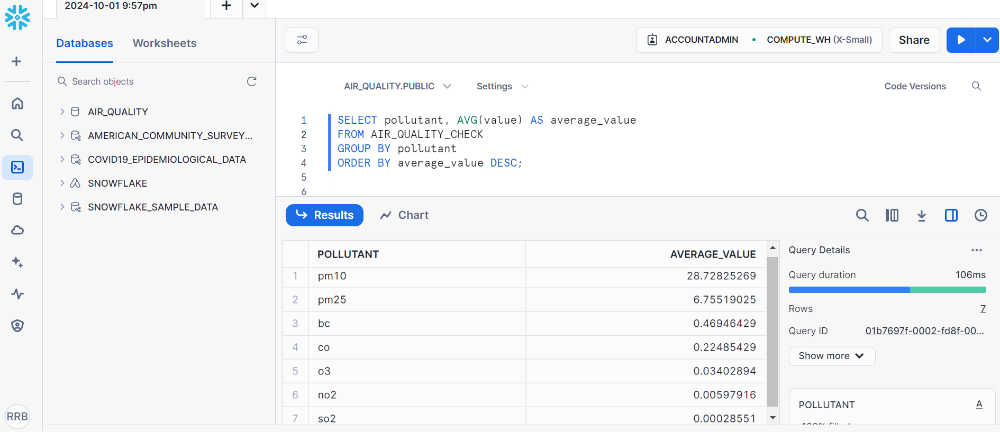 2024-10-01 9:57pm
Databases
Worksheets
Search objects
AIR_QUALITY
AMERICAN_COMMUNITY_SURVEY...
COVID19_EPIDEMIOLOGICAL_DATA
SNOWFLAKE
SNOWFLAKE_SAMPLE_DATA
RRB
ACCOUNTADMIN • COMPUTE_WH (X-Small)
Share
AIR_QUALITY.PUBLIC
Settings
Code Versions
1 SELECT pollutant, AVG(value) AS average_value
2 FROM AIR_QUALITY_CHECK
3 GROUP BY pollutant
4 ORDER BY average_value DESC;
5
6
Results
Chart
POLLUTANT AVERAGE_VALUE
1 pm10 28.72825269
2 pm25 6.75519025
3 bc 0.46946429
4 co 0.22485429
5 o3 0.03402894
6 no2 0.00597916
7 so2 0.00028551
Query Details
Query duration 106ms
Rows 7
Query ID 01b7697f-0002-fd8f-00...
Show more
POLLUTANT A